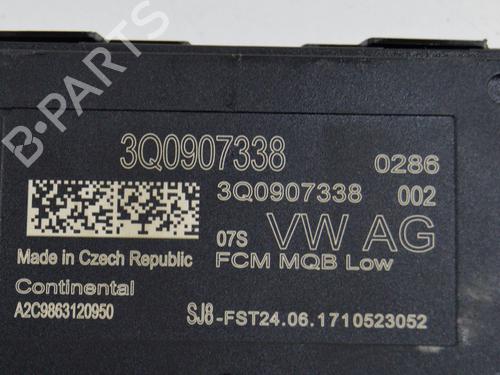 B-PARTS
3Q0907338
0286
3Q0907338 002
07S VW AG
Made in Czech Republic
FCM MQB Low
Continental
A2C9863120950
SJ8-FST24.06.1710523052